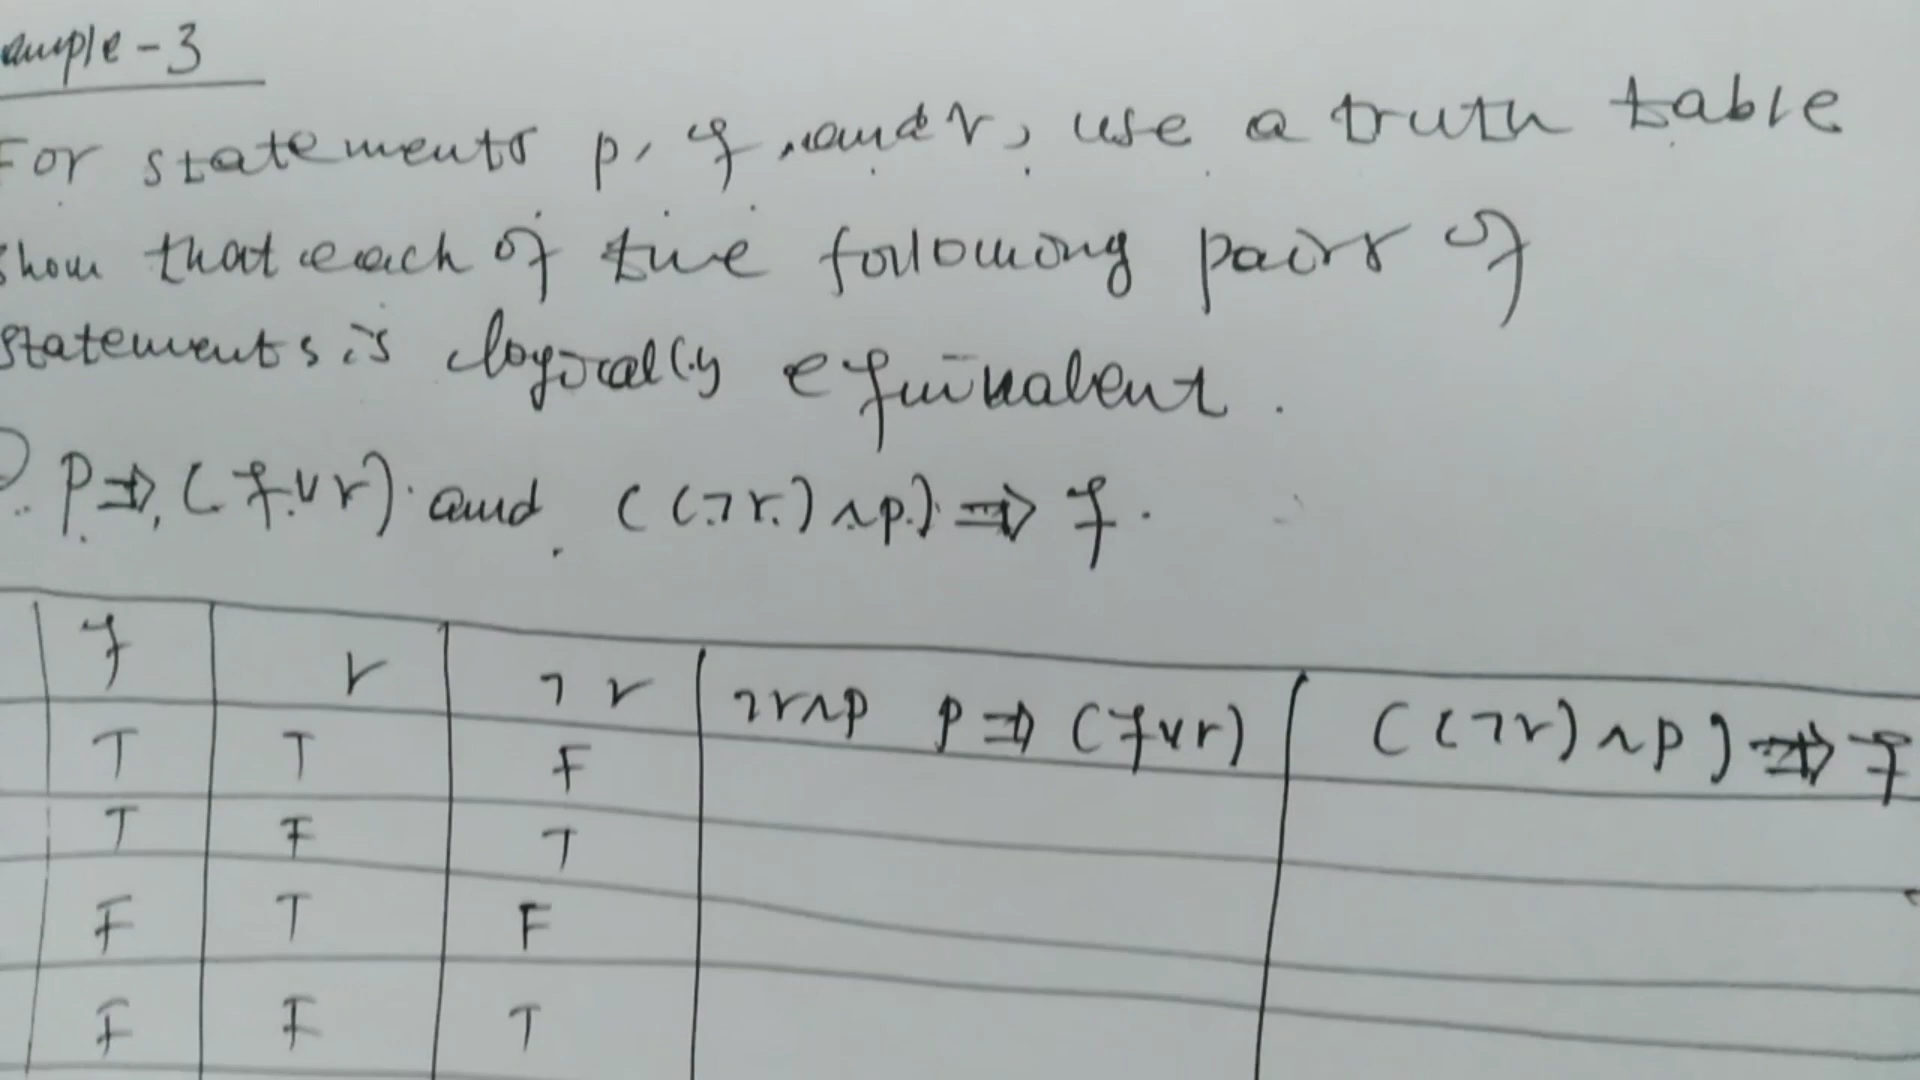 ample-3
For statements p, q, and r, use a truth table
show that each of the following pairs of
statements is logically equivalent.
p⇒(q∨r) and ((¬r)∧p)⇒q.
q r ¬r ¬r∧p p⇒(q∨r) ((¬r)∧p)⇒q
T T F
T F T
F T F
F F T